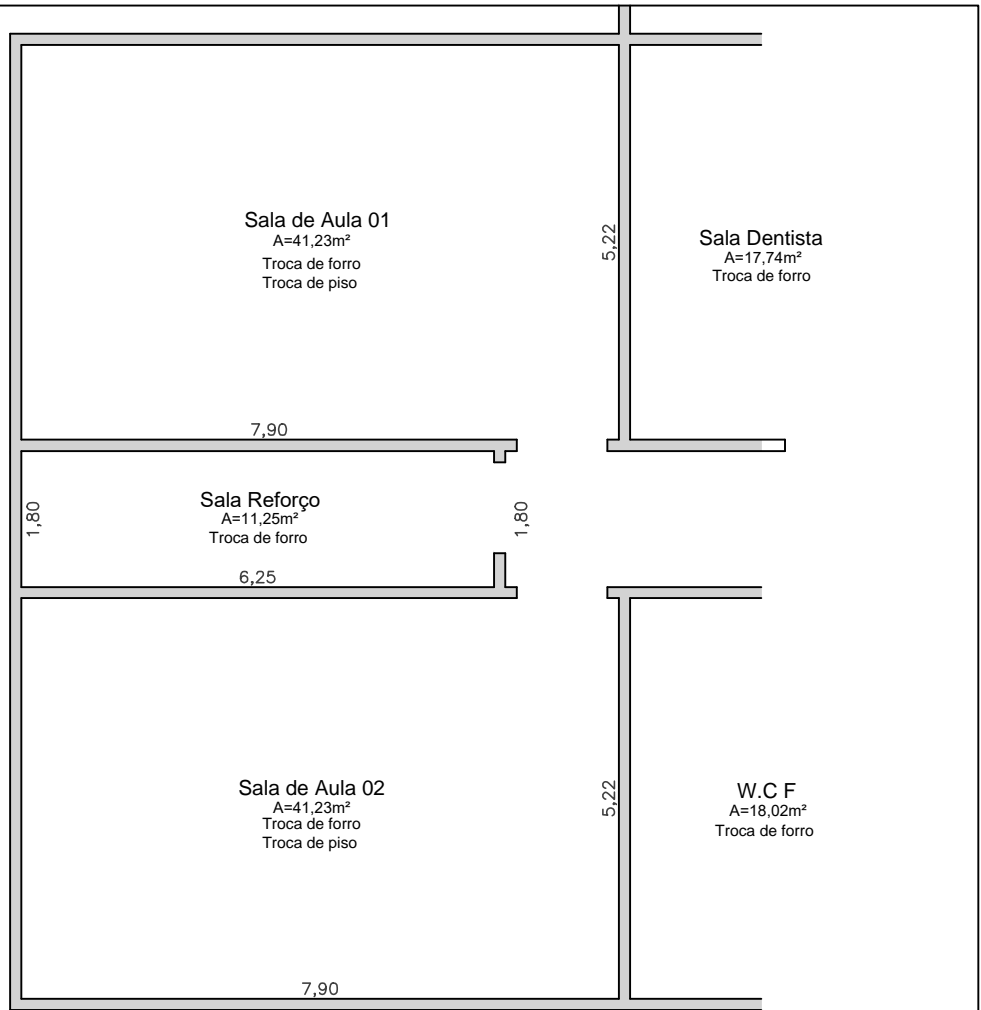 Sala de Aula 01
A=41,23m²
Troca de forro
Troca de piso
5,22
Sala Dentista
A=17,74m²
Troca de forro
7,90
1,80
Sala Reforço
A=11,25m²
Troca de forro
1,80
6,25
Sala de Aula 02
A=41,23m²
Troca de forro
Troca de piso
5,22
W.C F
A=18,02m²
Troca de forro
7,90